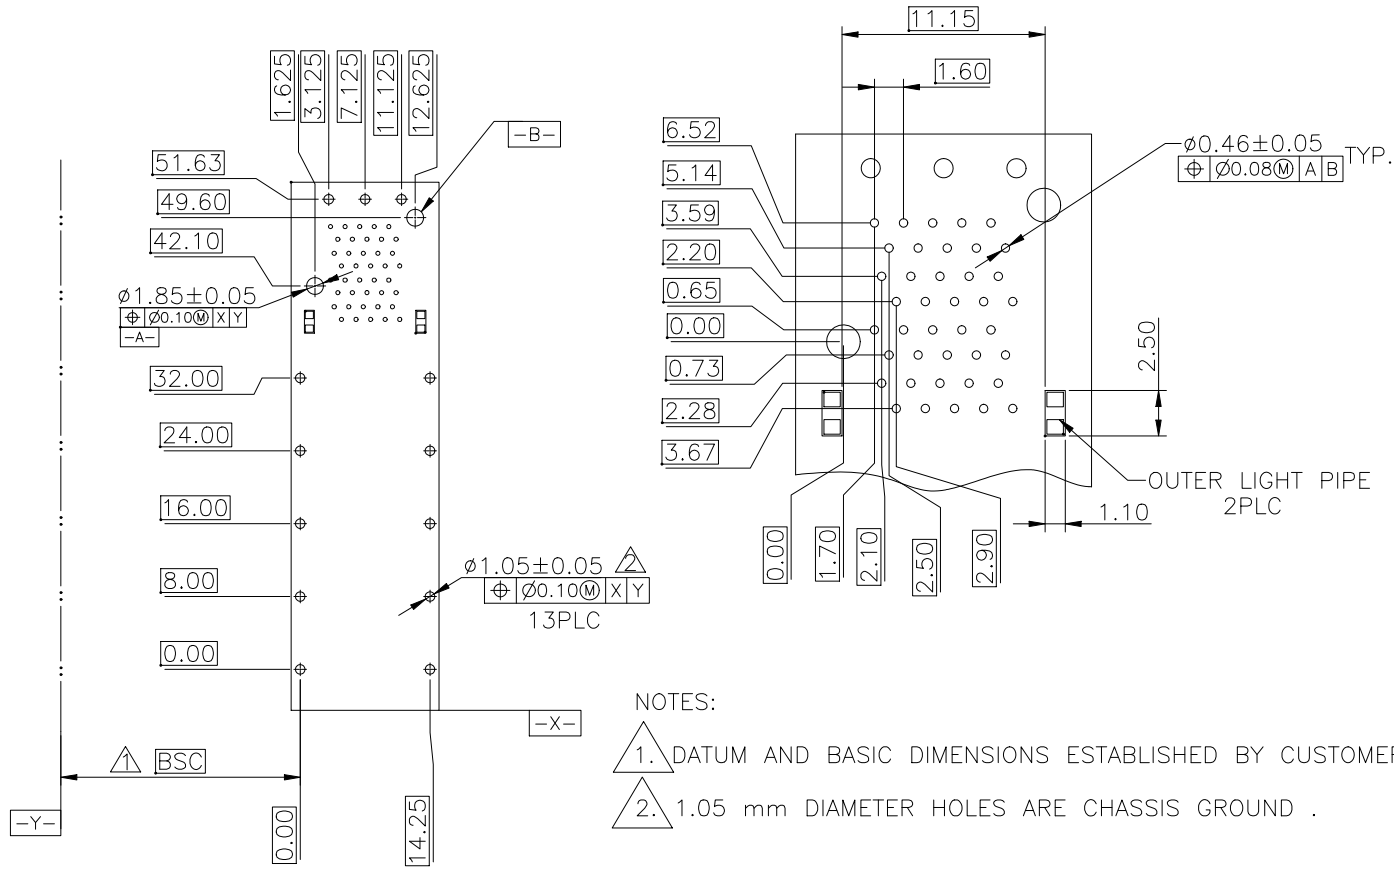 1.625
3.125
7.125
11.125
12.625
-B-
51.63
49.60
42.10
ø1.85±0.05
⌖ Ø0.10Ⓜ X Y
-A-
32.00
24.00
16.00
8.00
0.00
ø1.05±0.05 2
⌖ Ø0.10Ⓜ X Y
13PLC
-X-
1 BSC
-Y-
0.00
14.25
11.15
1.60
6.52
5.14
3.59
2.20
0.65
0.00
0.73
2.28
3.67
ø0.46±0.05 TYP.
⌖ Ø0.08Ⓜ A B
2.50
OUTER LIGHT PIPE
2PLC
1.10
0.00
1.70
2.10
2.50
2.90
NOTES:
1. DATUM AND BASIC DIMENSIONS ESTABLISHED BY CUSTOMER
2. 1.05 mm DIAMETER HOLES ARE CHASSIS GROUND .